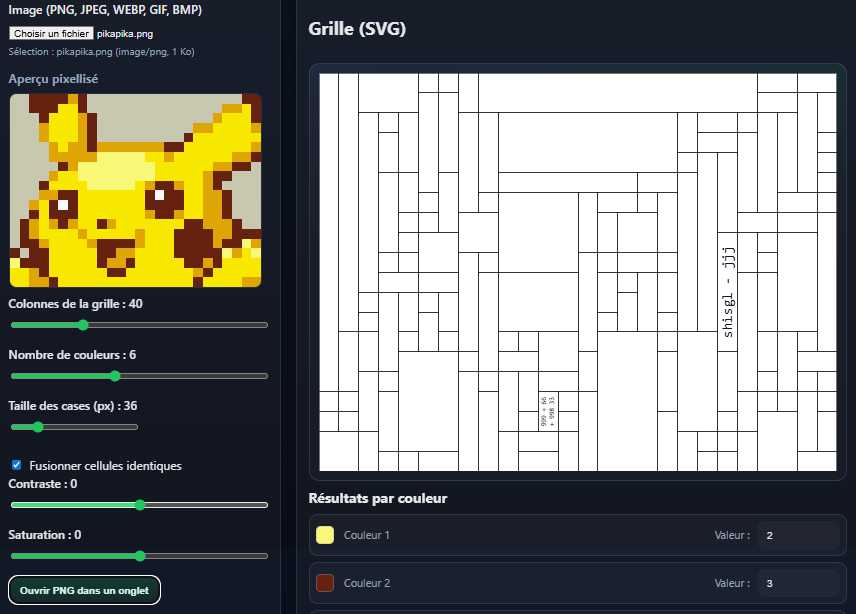 Image (PNG, JPEG, WEBP, GIF, BMP)
Choisir un fichier pikapika.png
Sélection : pikapika.png (image/png, 1 Ko)
Aperçu pixellisé
Colonnes de la grille : 40
Nombre de couleurs : 6
Taille des cases (px) : 36
Fusionner cellules identiques
Contraste : 0
Saturation : 0
Ouvrir PNG dans un onglet
Grille (SVG)
shisgl - jjj
999 + 66
+ 998 33
Résultats par couleur
Couleur 1 Valeur : 2
Couleur 2 Valeur : 3